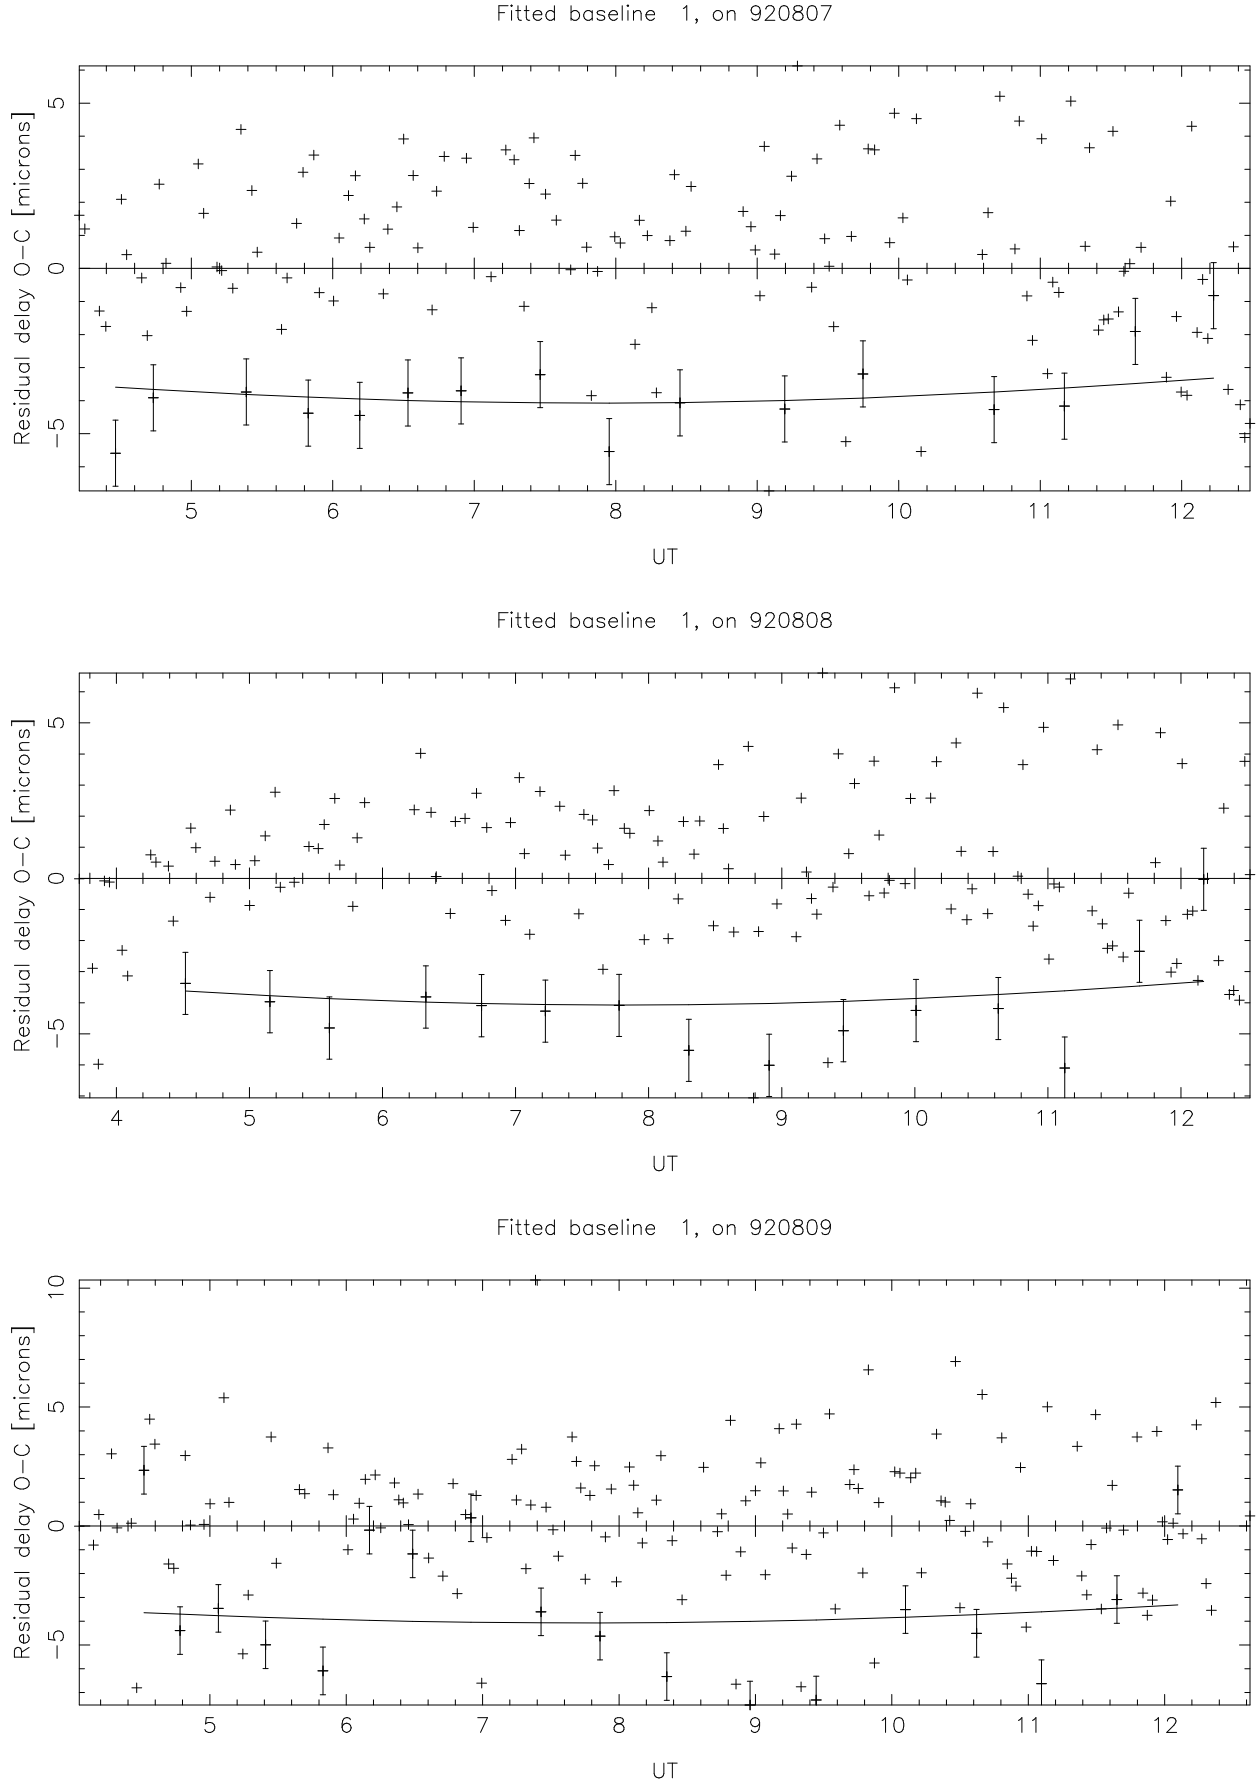 Fitted baseline 1, on 920807
Residual delay O−C [microns]
5
0
−5
5 6 7 8 9 10 11 12
UT
Fitted baseline 1, on 920808
Residual delay O−C [microns]
5
0
−5
4 5 6 7 8 9 10 11 12
UT
Fitted baseline 1, on 920809
Residual delay O−C [microns]
10
5
0
−5
5 6 7 8 9 10 11 12
UT